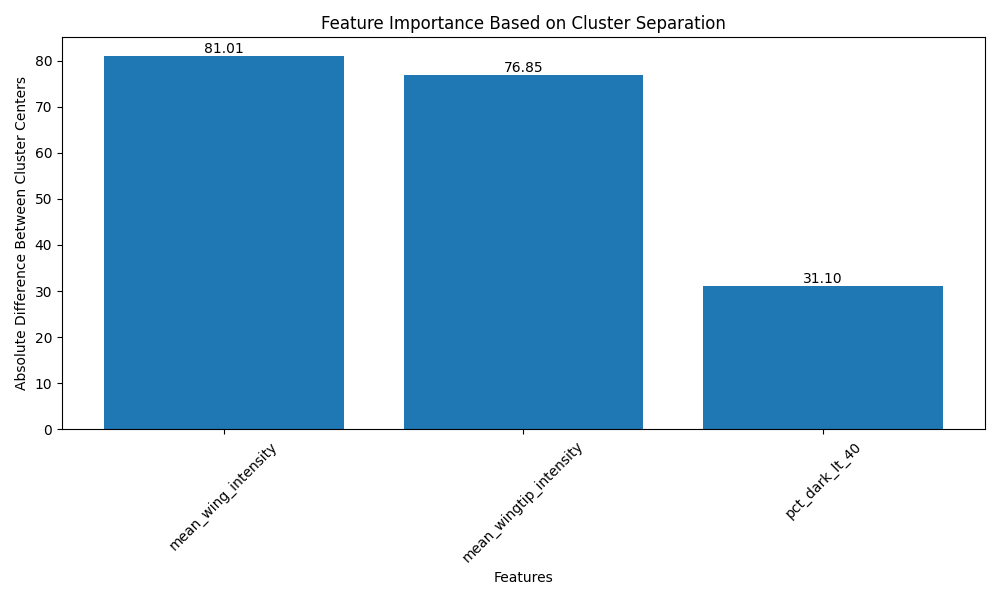 Feature Importance Based on Cluster Separation
Absolute Difference Between Cluster Centers
80
70
60
50
40
30
20
10
0
81.01
76.85
31.10
mean_wing_intensity
mean_wingtip_intensity
pct_dark_lt_40
Features